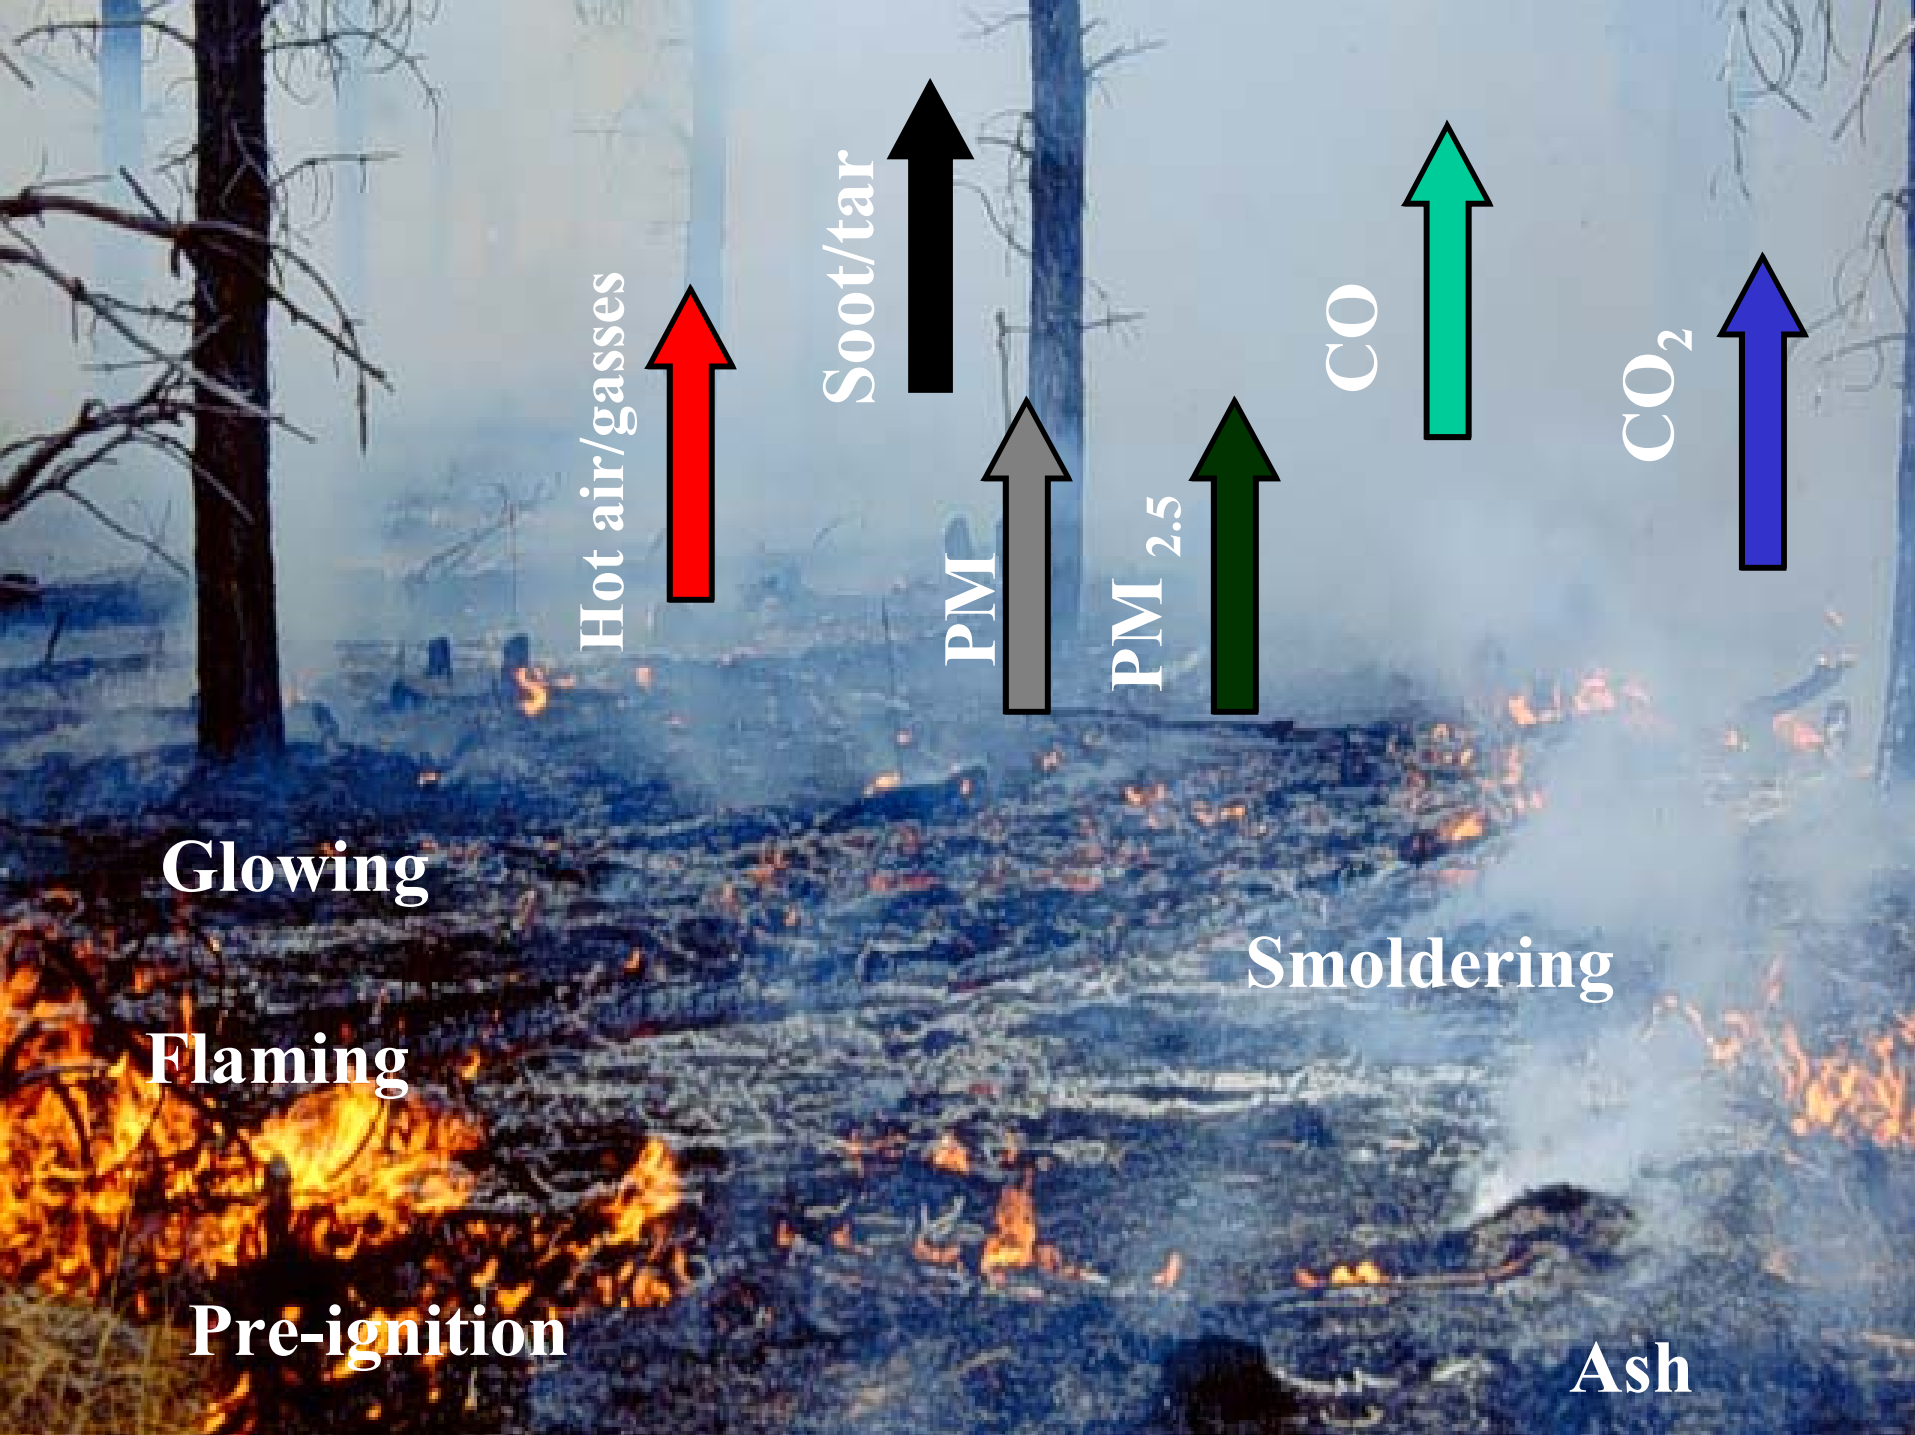 Hot air/gasses
Soot/tar
PM
PM 2.5
CO
CO₂
Glowing
Smoldering
Flaming
Pre-ignition
Ash